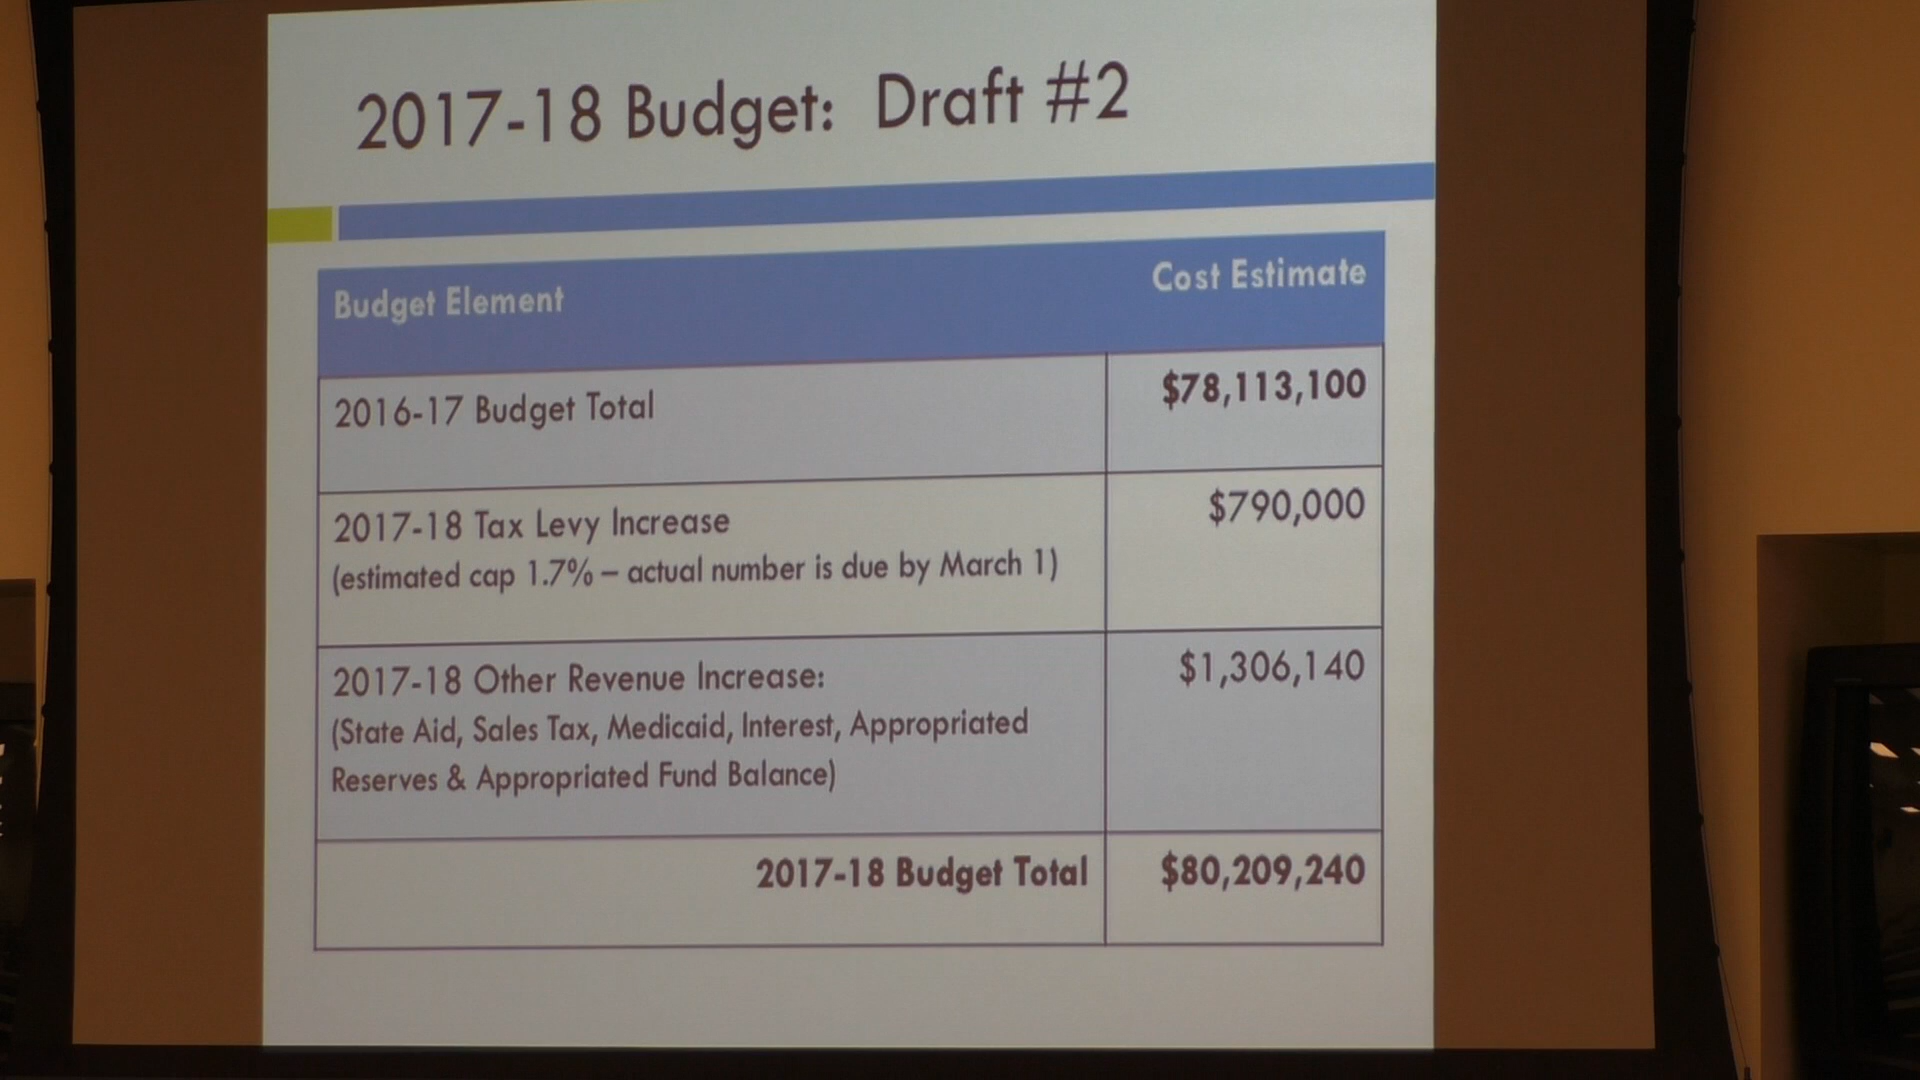 2017-18 Budget: Draft #2
Budget Element
Cost Estimate
2016-17 Budget Total
$78,113,100
2017-18 Tax Levy Increase
$790,000
(estimated cap 1.7% – actual number is due by March 1)
2017-18 Other Revenue Increase:
$1,306,140
(State Aid, Sales Tax, Medicaid, Interest, Appropriated
Reserves & Appropriated Fund Balance)
2017-18 Budget Total
$80,209,240